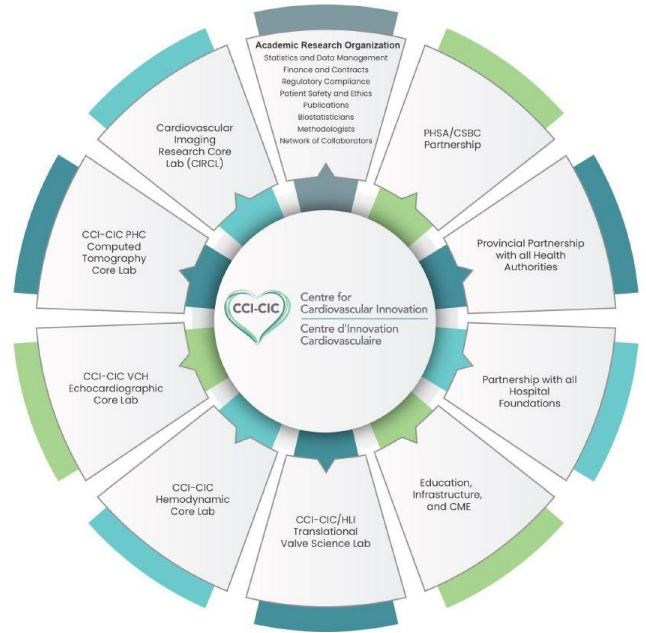 Academic Research Organization
Statistics and Data Management
Finance and Contracts
Regulatory Compliance
Patient Safety and Ethics
Publications
Biostatisticians
Methodologists
Network of Collaborators
PHSA/CSBC
Partnership
Provincial Partnership
with all Health
Authorities
Partnership with all
Hospital
Foundations
Education,
Infrastructure,
and CME
CCI-CIC/HLI
Translational
Valve Science Lab
CCI-CIC
Hemodynamic
Core Lab
CCI-CIC VCH
Echocardiographic
Core Lab
CCI-CIC PHC
Computed
Tomography
Core Lab
Cardiovascular
Imaging
Research Core
Lab (CIRCL)
CCI-CIC
Centre for
Cardiovascular Innovation
Centre d'Innovation
Cardiovasculaire